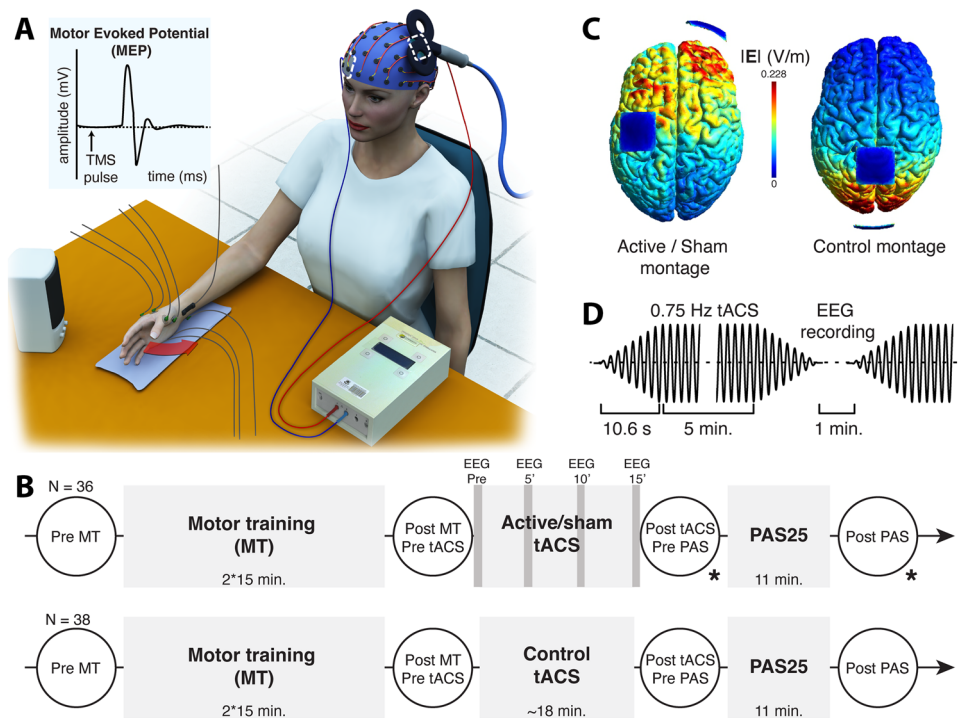 A
Motor Evoked Potential
(MEP)
amplitude (mV)
TMS
pulse
time (ms)
C
|E| (V/m)
0.228
0
Active / Sham
montage
Control montage
D
0.75 Hz tACS
EEG
recording
10.6 s
5 min.
1 min.
B
N = 36
Pre MT
Motor training
(MT)
2*15 min.
Post MT
Pre tACS
EEG
Pre
EEG
5'
EEG
10'
EEG
15'
Active/sham
tACS
Post tACS
Pre PAS
*
PAS25
11 min.
Post PAS
*
N = 38
Pre MT
Motor training
(MT)
2*15 min.
Post MT
Pre tACS
Control
tACS
~18 min.
Post tACS
Pre PAS
PAS25
11 min.
Post PAS